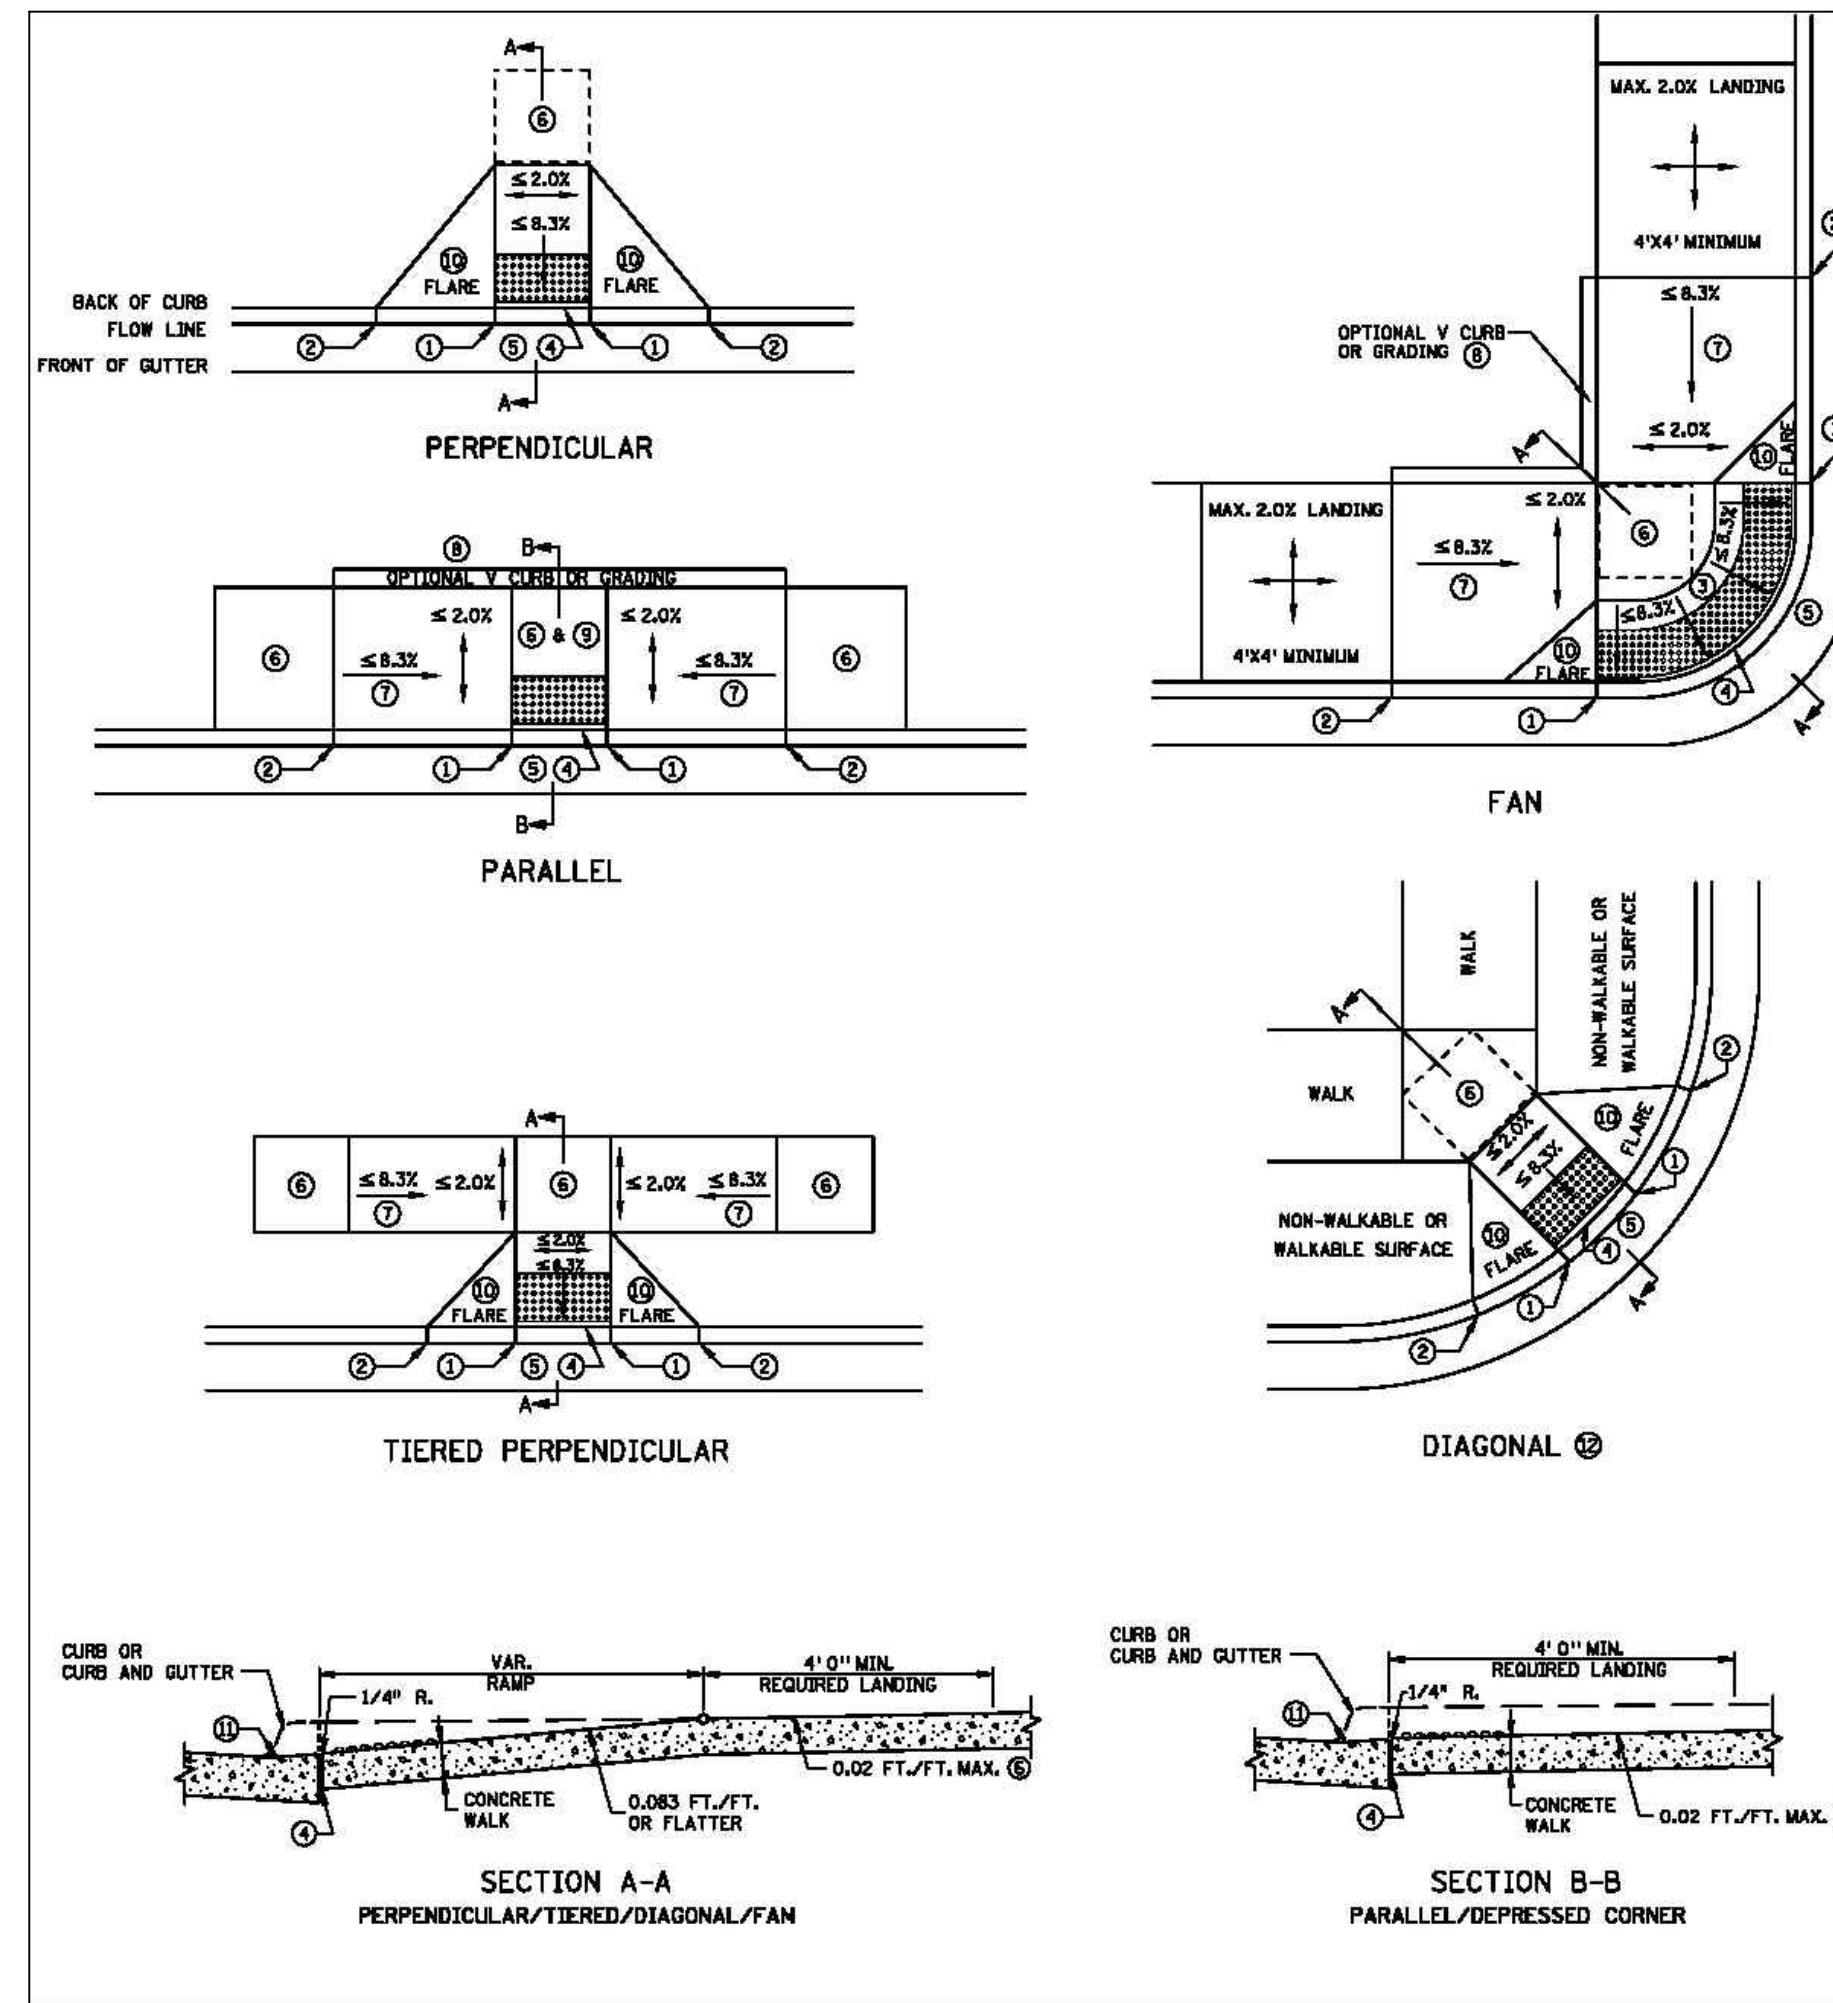 A
⑥
≤ 2.0%
≤ 8.3%
⑩
FLARE
⑩
FLARE
BACK OF CURB
FLOW LINE
FRONT OF GUTTER
②
①
⑤
④
①
②
A
PERPENDICULAR
⑧
B
OPTIONAL V CURB OR GRADING
≤ 2.0%
⑥ & ⑨
≤ 2.0%
⑥
≤ 8.3%
⑦
≤ 8.3%
⑦
⑥
②
①
⑤
④
①
②
B
PARALLEL
A
⑥
≤ 8.3%
⑦
≤ 2.0%
⑥
≤ 2.0%
≤ 8.3%
⑦
⑥
≤ 2.0%
≤ 8.3%
⑩
FLARE
⑩
FLARE
②
①
⑤
④
①
②
A
TIERED PERPENDICULAR
MAX. 2.0% LANDING
4'X4' MINIMUM
≤ 8.3%
⑦
OPTIONAL V CURB
OR GRADING ⑧
≤ 2.0%
⑩
FLARE
A
MAX. 2.0% LANDING
≤ 2.0%
⑥
≤ 8.3%
⑦
≤ 8.3%
③
≤ 8.3%
⑤
4'X4' MINIMUM
⑩
FLARE
④
②
①
A
FAN
WALK
NON-WALKABLE OR
WALKABLE SURFACE
A
②
WALK
⑥
⑩
FLARE
≤ 2.0%
≤ 8.3%
①
NON-WALKABLE OR
WALKABLE SURFACE
⑩
FLARE
⑤
④
①
②
A
DIAGONAL ⑫
CURB OR
CURB AND GUTTER
VAR.
RAMP
4' 0" MIN.
REQUIRED LANDING
1/4" R.
⑪
0.02 FT./FT. MAX. ⑥
CONCRETE
WALK
0.083 FT./FT.
OR FLATTER
④
SECTION A-A
PERPENDICULAR/TIERED/DIAGONAL/FAN
CURB OR
CURB AND GUTTER
4' 0" MIN.
REQUIRED LANDING
1/4" R.
⑪
CONCRETE
WALK
0.02 FT./FT. MAX.
④
SECTION B-B
PARALLEL/DEPRESSED CORNER